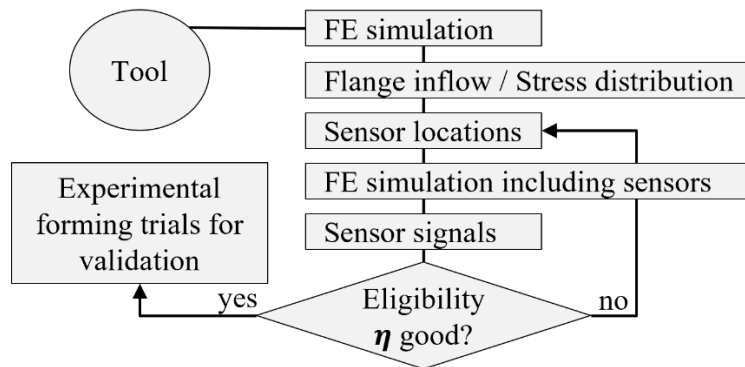 Tool
FE simulation
Flange inflow / Stress distribution
Sensor locations
FE simulation including sensors
Sensor signals
Experimental
forming trials for
validation
yes
Eligibility
η good?
no